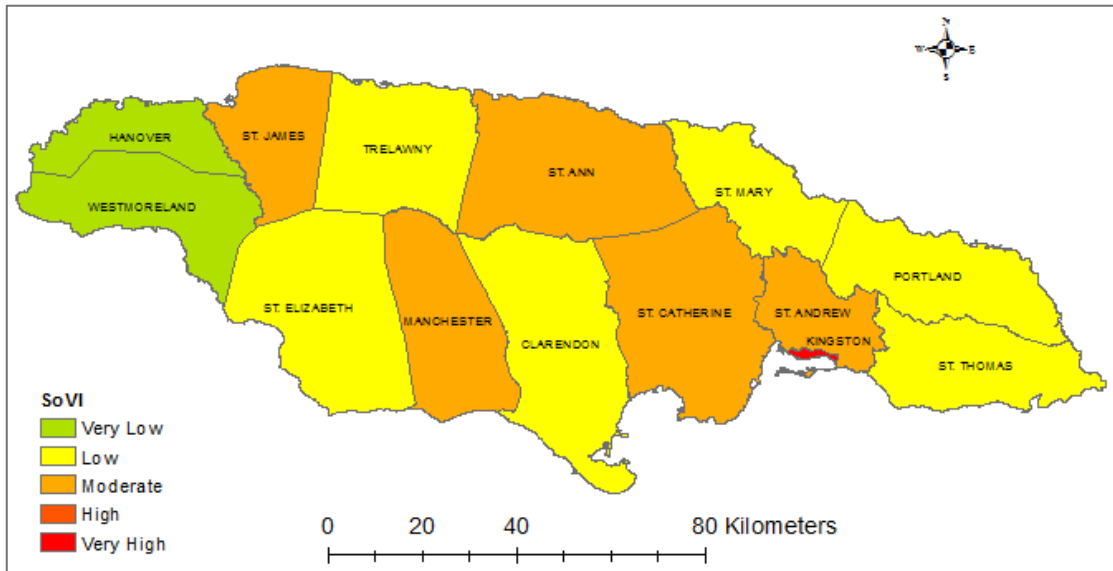 N
W E
S
HANOVER
ST. JAMES
TRELAWNY
ST. ANN
ST. MARY
WESTMORELAND
PORTLAND
ST. ELIZABETH
MANCHESTER
CLARENDON
ST. CATHERINE
ST. ANDREW
KINGSTON
ST. THOMAS
SoVI
Very Low
Low
Moderate
High
Very High
0 20 40 80 Kilometers